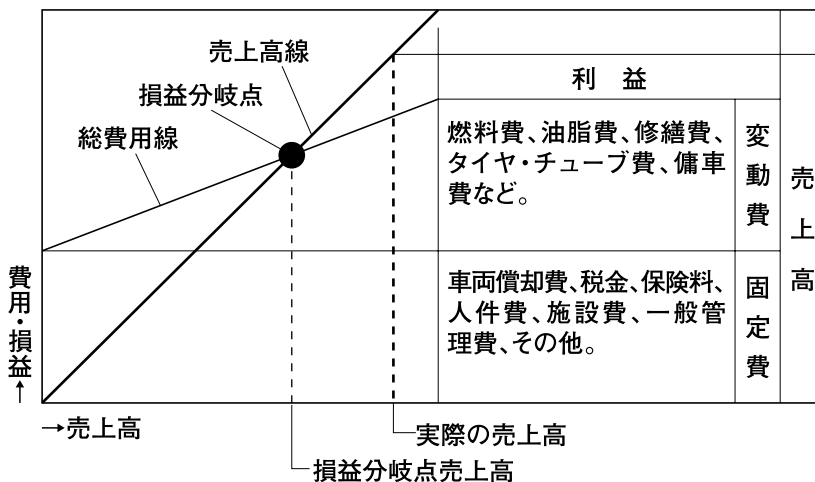 売上高線
損益分岐点
総費用線
利 益
燃料費、油脂費、修繕費、
タイヤ・チューブ費、傭車
費など。
変動費
売上高
車両償却費、税金、保険料、
人件費、施設費、一般管
理費、その他。
固定費
費用・損益→
→売上高
実際の売上高
損益分岐点売上高